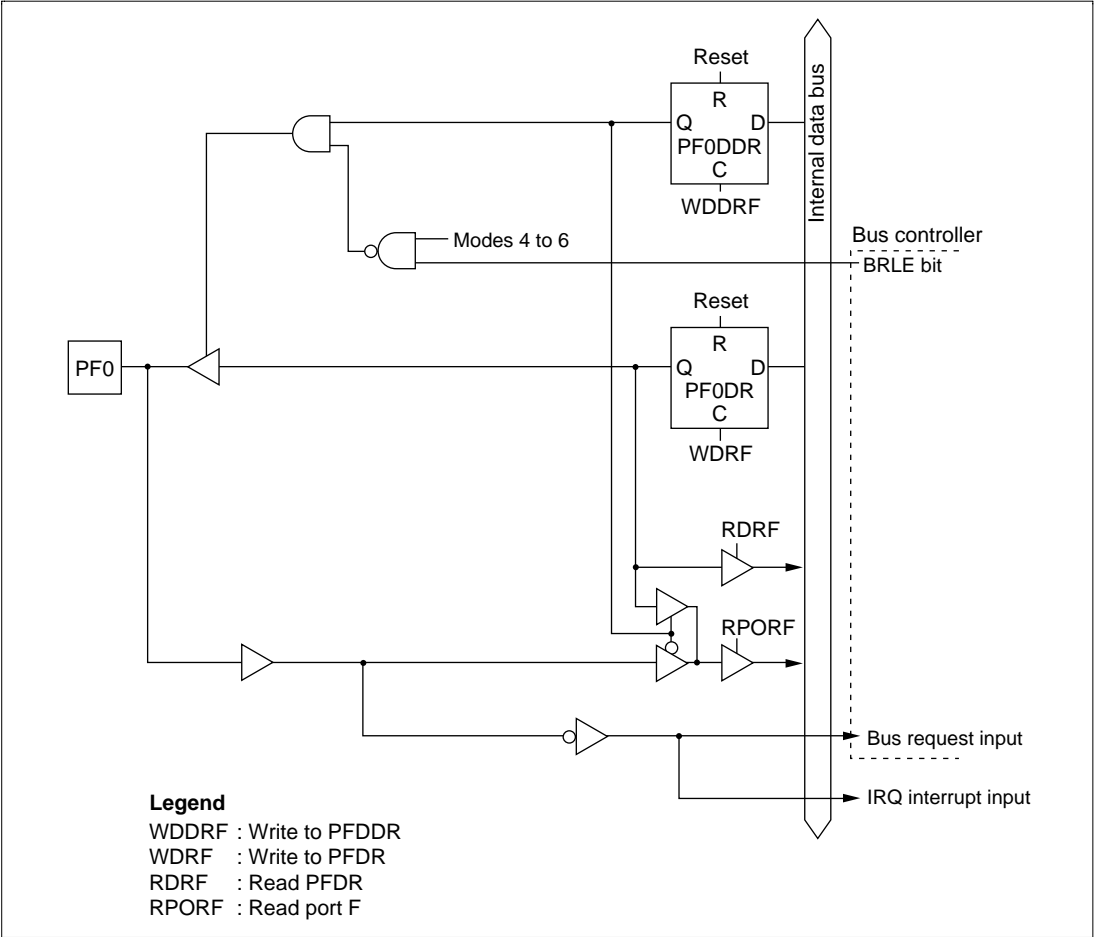 Reset
R
Q D
PF0DDR
C
WDDRF
Internal data bus
Modes 4 to 6
Bus controller
BRLE bit
Reset
R
PF0
Q D
PF0DR
C
WDRF
RDRF
RPORF
Bus request input
IRQ interrupt input
Legend
WDDRF : Write to PFDDR
WDRF : Write to PFDR
RDRF : Read PFDR
RPORF : Read port F